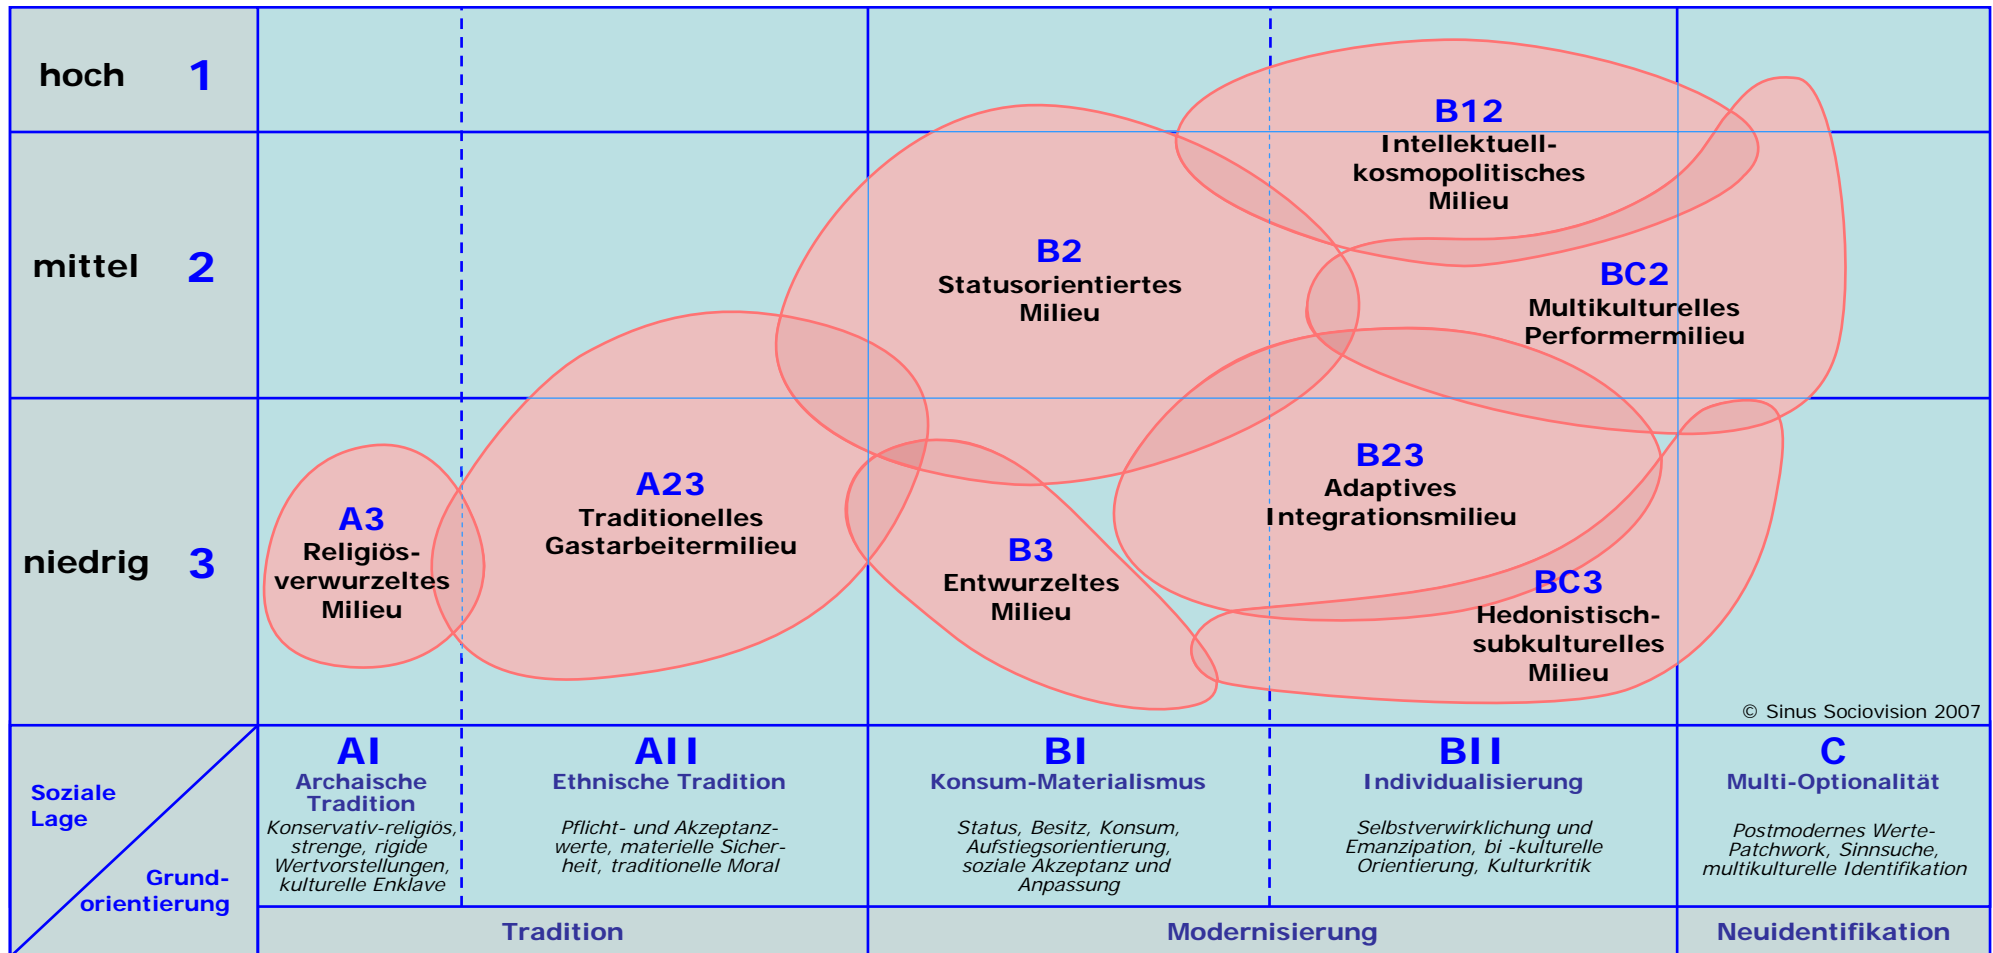 hoch 1
mittel 2
niedrig 3
B12
Intellektuell-
kosmopolitisches
Milieu
B2
Statusorientiertes
Milieu
BC2
Multikulturelles
Performermilieu
A3
Religiös-
verwurzeltes
Milieu
A23
Traditionelles
Gastarbeitermilieu
B3
Entwurzeltes
Milieu
B23
Adaptives
Integrationsmilieu
BC3
Hedonistisch-
subkulturelles
Milieu
© Sinus Sociovision 2007
Soziale
Lage
Grund-
orientierung
AI
Archaische
Tradition
Konservativ-religiös,
strenge, rigide
Wertvorstellungen,
kulturelle Enklave
AII
Ethnische Tradition
Pflicht- und Akzeptanz-
werte, materielle Sicher-
heit, traditionelle Moral
BI
Konsum-Materialismus
Status, Besitz, Konsum,
Aufstiegsorientierung,
soziale Akzeptanz und
Anpassung
BII
Individualisierung
Selbstverwirklichung und
Emanzipation, bi -kulturelle
Orientierung, Kulturkritik
C
Multi-Optionalität
Postmodernes Werte-
Patchwork, Sinnsuche,
multikulturelle Identifikation
Tradition
Modernisierung
Neuidentifikation